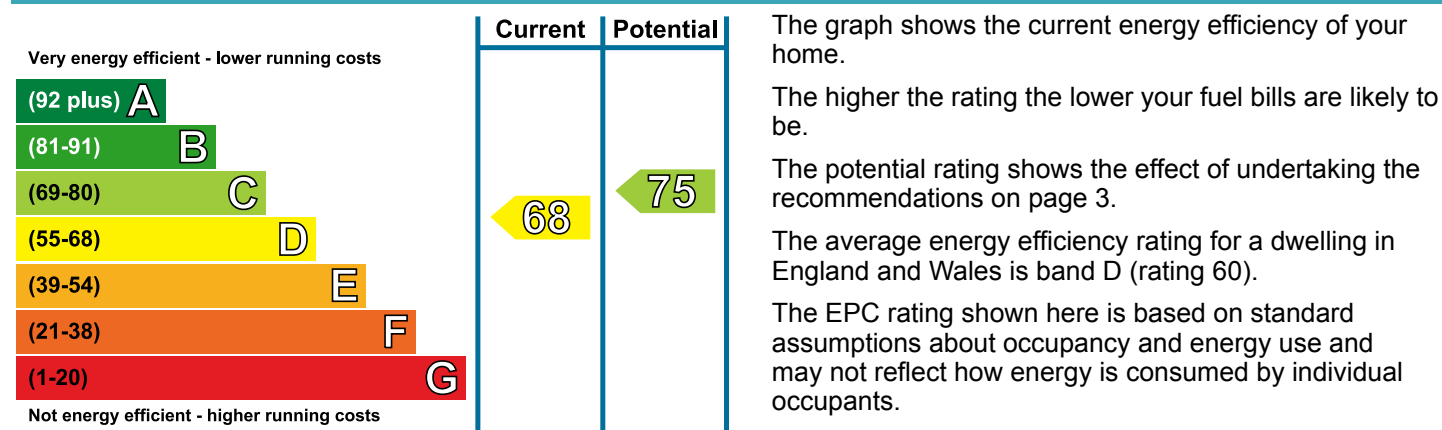 Current Potential
Very energy efficient - lower running costs
(92 plus) A
(81-91) B
(69-80) C
(55-68) D
(39-54) E
(21-38) F
(1-20) G
Not energy efficient - higher running costs
68
75
The graph shows the current energy efficiency of your
home.
The higher the rating the lower your fuel bills are likely to
be.
The potential rating shows the effect of undertaking the
recommendations on page 3.
The average energy efficiency rating for a dwelling in
England and Wales is band D (rating 60).
The EPC rating shown here is based on standard
assumptions about occupancy and energy use and
may not reflect how energy is consumed by individual
occupants.